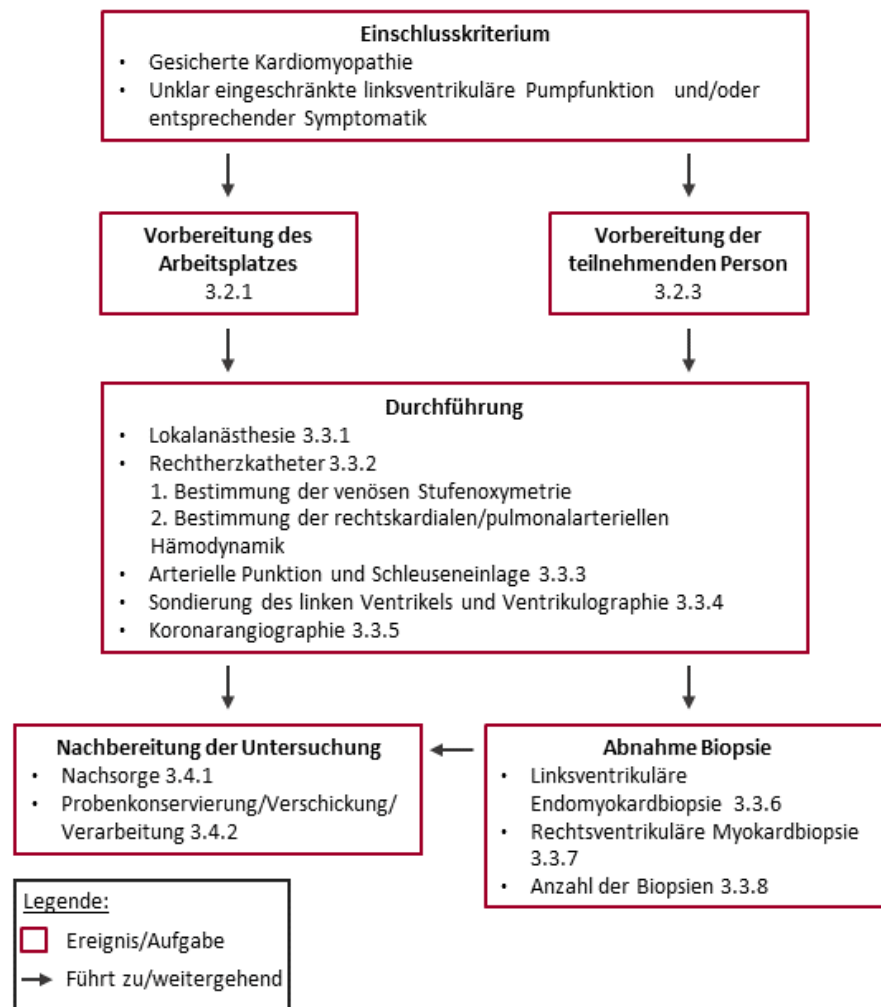 Einschlusskriterium
• Gesicherte Kardiomyopathie
• Unklar eingeschränkte linksventrikuläre Pumpfunktion und/oder
entsprechender Symptomatik
Vorbereitung des
Arbeitsplatzes
3.2.1
Vorbereitung der
teilnehmenden Person
3.2.3
Durchführung
• Lokalanästhesie 3.3.1
• Rechtherzkatheter 3.3.2
1. Bestimmung der venösen Stufenoxymetrie
2. Bestimmung der rechtskardialen/pulmonalarteriellen
Hämodynamik
• Arterielle Punktion und Schleuseneinlage 3.3.3
• Sondierung des linken Ventrikels und Ventrikulographie 3.3.4
• Koronarangiographie 3.3.5
Nachbereitung der Untersuchung
• Nachsorge 3.4.1
• Probenkonservierung/Verschickung/
Verarbeitung 3.4.2
Abnahme Biopsie
• Linksventrikuläre
Endomyokardbiopsie 3.3.6
• Rechtsventrikuläre Myokardbiopsie
3.3.7
• Anzahl der Biopsien 3.3.8
Legende:
Ereignis/Aufgabe
Führt zu/weitergehend